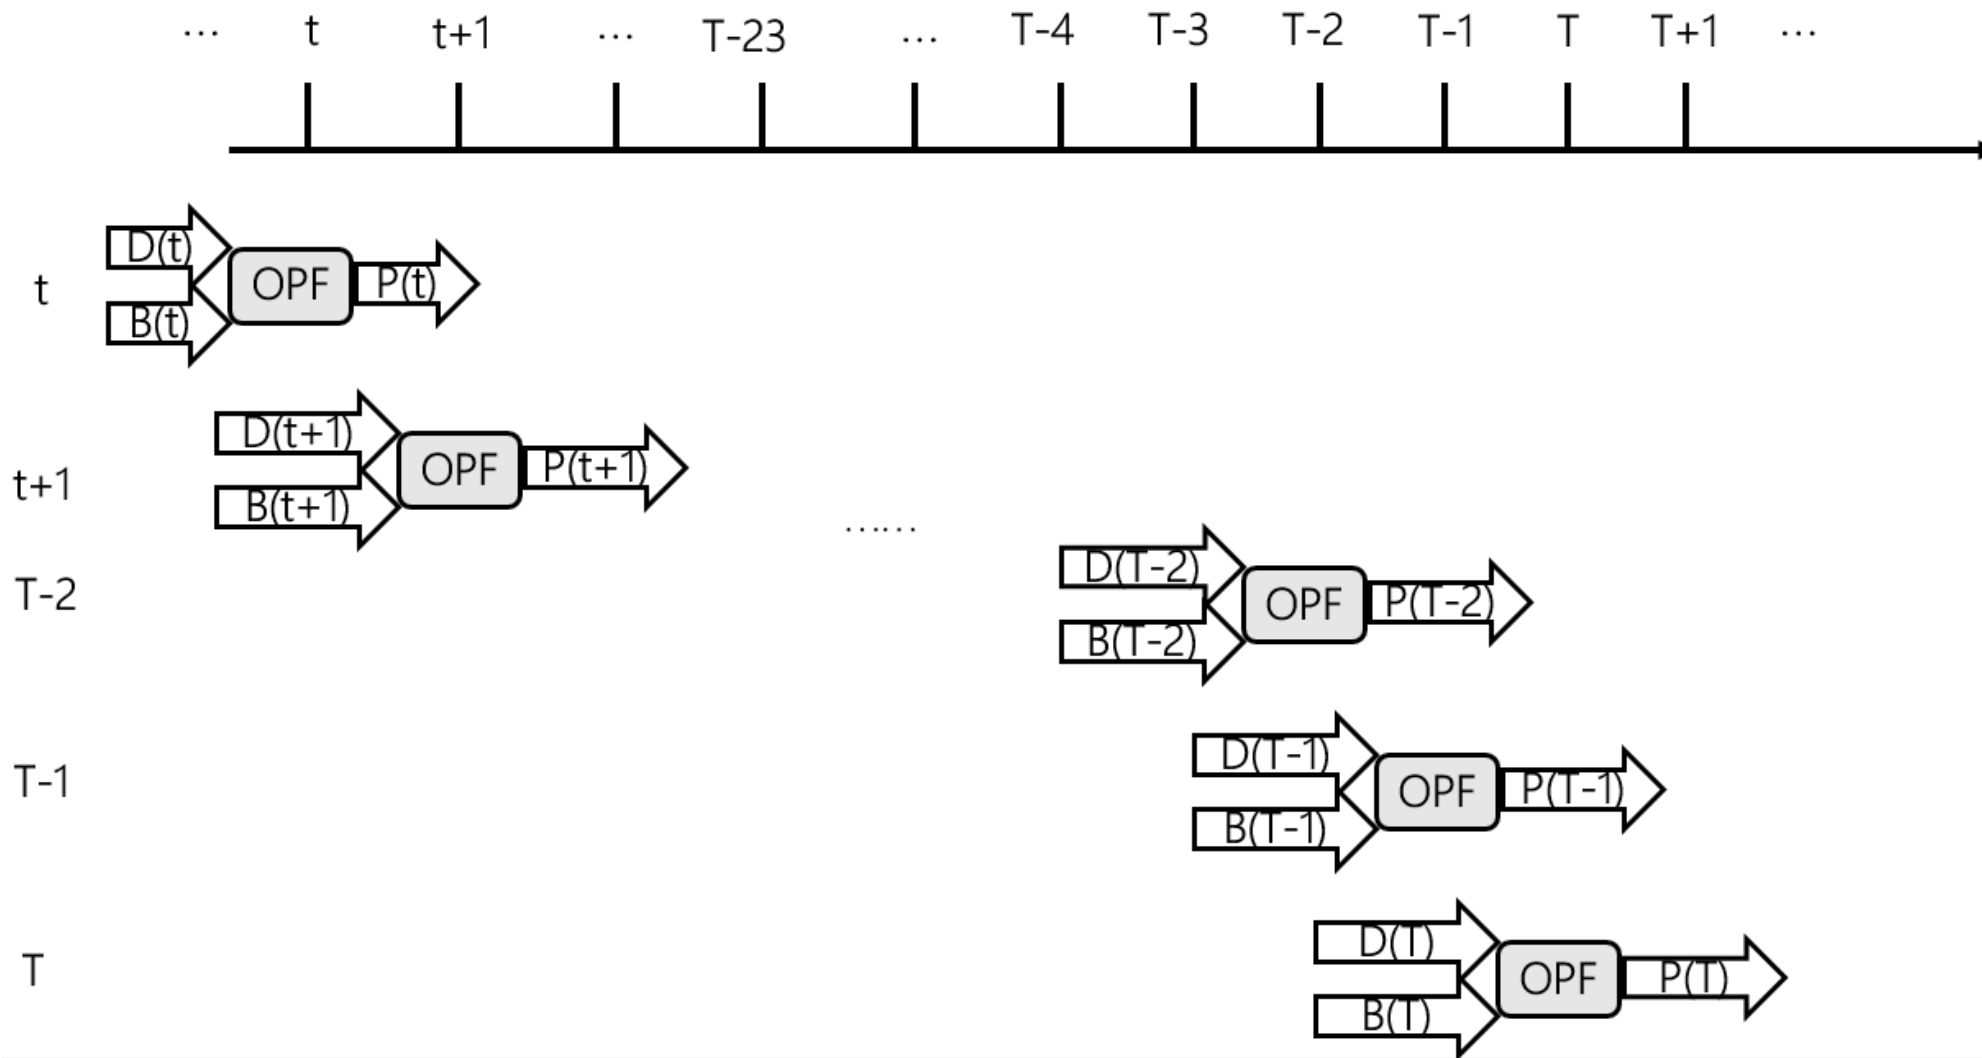 … t t+1 … T-23 … T-4 T-3 T-2 T-1 T T+1 …
D(t)
t OPF P(t)
B(t)
D(t+1)
t+1 OPF P(t+1)
B(t+1)
……
D(T-2)
T-2 OPF P(T-2)
B(T-2)
D(T-1)
T-1 OPF P(T-1)
B(T-1)
D(T)
T OPF P(T)
B(T)